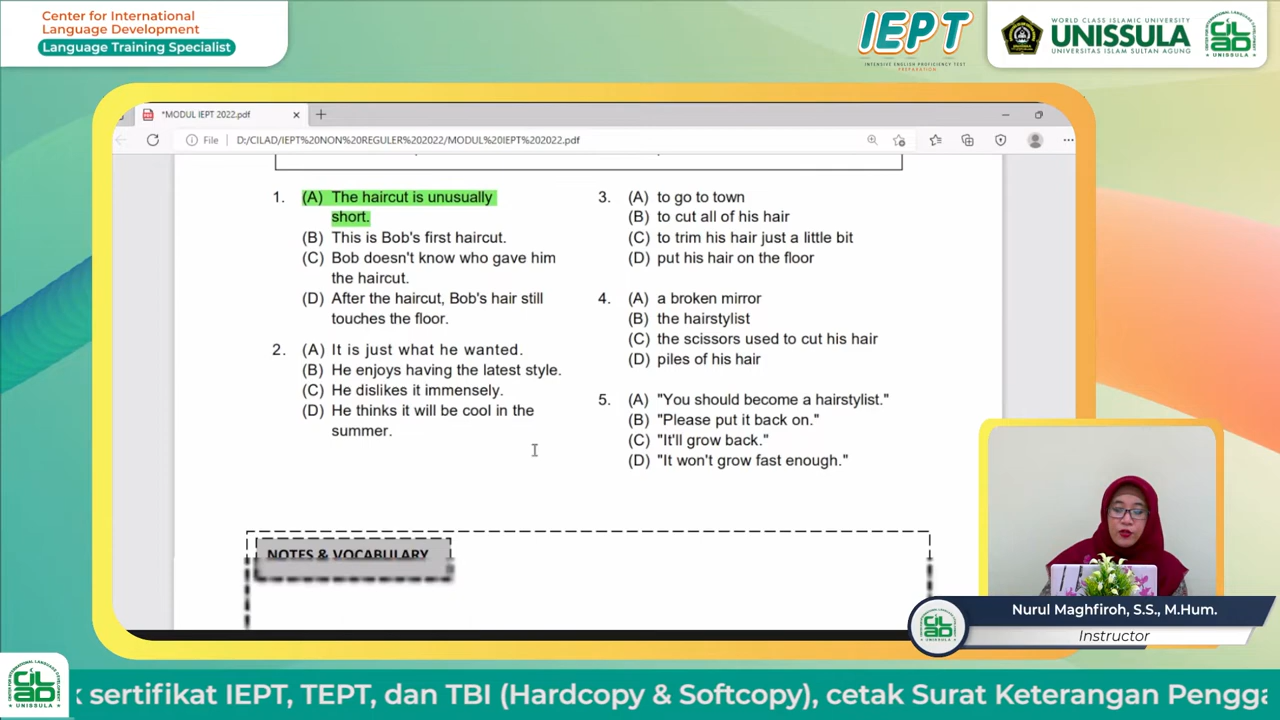 Center for International
Language Development
Language Training Specialist
IEPT
INTENSIVE ENGLISH PROFICIENCY TEST
PREPARATION
WORLD CLASS ISLAMIC UNIVERSITY
UNISSULA
UNIVERSITAS ISLAM SULTAN AGUNG
CILAD
UNISSULA
*MODUL IEPT 2022.pdf
File D:/CILAD/IEPT%20NON%20REGULER%202022/MODUL%20IEPT%202022.pdf
1. (A) The haircut is unusually
short.
(B) This is Bob's first haircut.
(C) Bob doesn't know who gave him
the haircut.
(D) After the haircut, Bob's hair still
touches the floor.
2. (A) It is just what he wanted.
(B) He enjoys having the latest style.
(C) He dislikes it immensely.
(D) He thinks it will be cool in the
summer.
3. (A) to go to town
(B) to cut all of his hair
(C) to trim his hair just a little bit
(D) put his hair on the floor
4. (A) a broken mirror
(B) the hairstylist
(C) the scissors used to cut his hair
(D) piles of his hair
5. (A) "You should become a hairstylist."
(B) "Please put it back on."
(C) "It'll grow back."
(D) "It won't grow fast enough."
NOTES & VOCABULARY
Nurul Maghfiroh, S.S., M.Hum.
Instructor
CILAD
CILAD
UNISSULA
k sertifikat IEPT, TEPT, dan TBI (Hardcopy & Softcopy), cetak Surat Keterangan Pengga